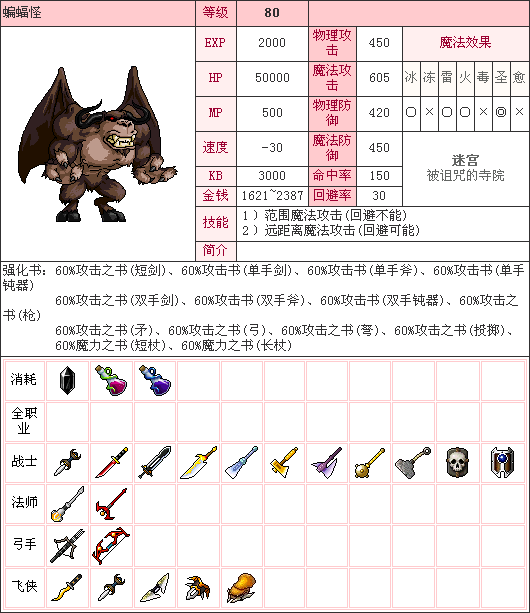 蝙蝠怪 等级 80
EXP 2000 物理攻击 450 魔法效果
HP 50000 魔法攻击 605 冰 冻 雷 火 毒 圣 愈
MP 500 物理防御 420 ○ × ○ ○ × ◎ ×
速度 -30 魔法防御 450 迷宫
被诅咒的寺院
KB 3000 命中率 150
金钱 1621~2387 回避率 30
技能 1 ) 范围魔法攻击(回避不能)
2 ) 远距离魔法攻击(回避可能)
简介
强化书: 60%攻击之书(短剑)、60%攻击书(单手剑)、60%攻击书(单手斧)、60%攻击书(单手
钝器)
60%攻击之书(双手剑)、60%攻击书(双手斧)、60%攻击书(双手钝器)、60%攻击之
书(枪)
60%攻击之书(矛)、60%攻击书(弓)、60%攻击之书(弩)、60%攻击之书(投掷)、
60%魔力之书(短杖)、60%魔力之书(长杖)
消耗
全职业
战士
法师
弓手
飞侠